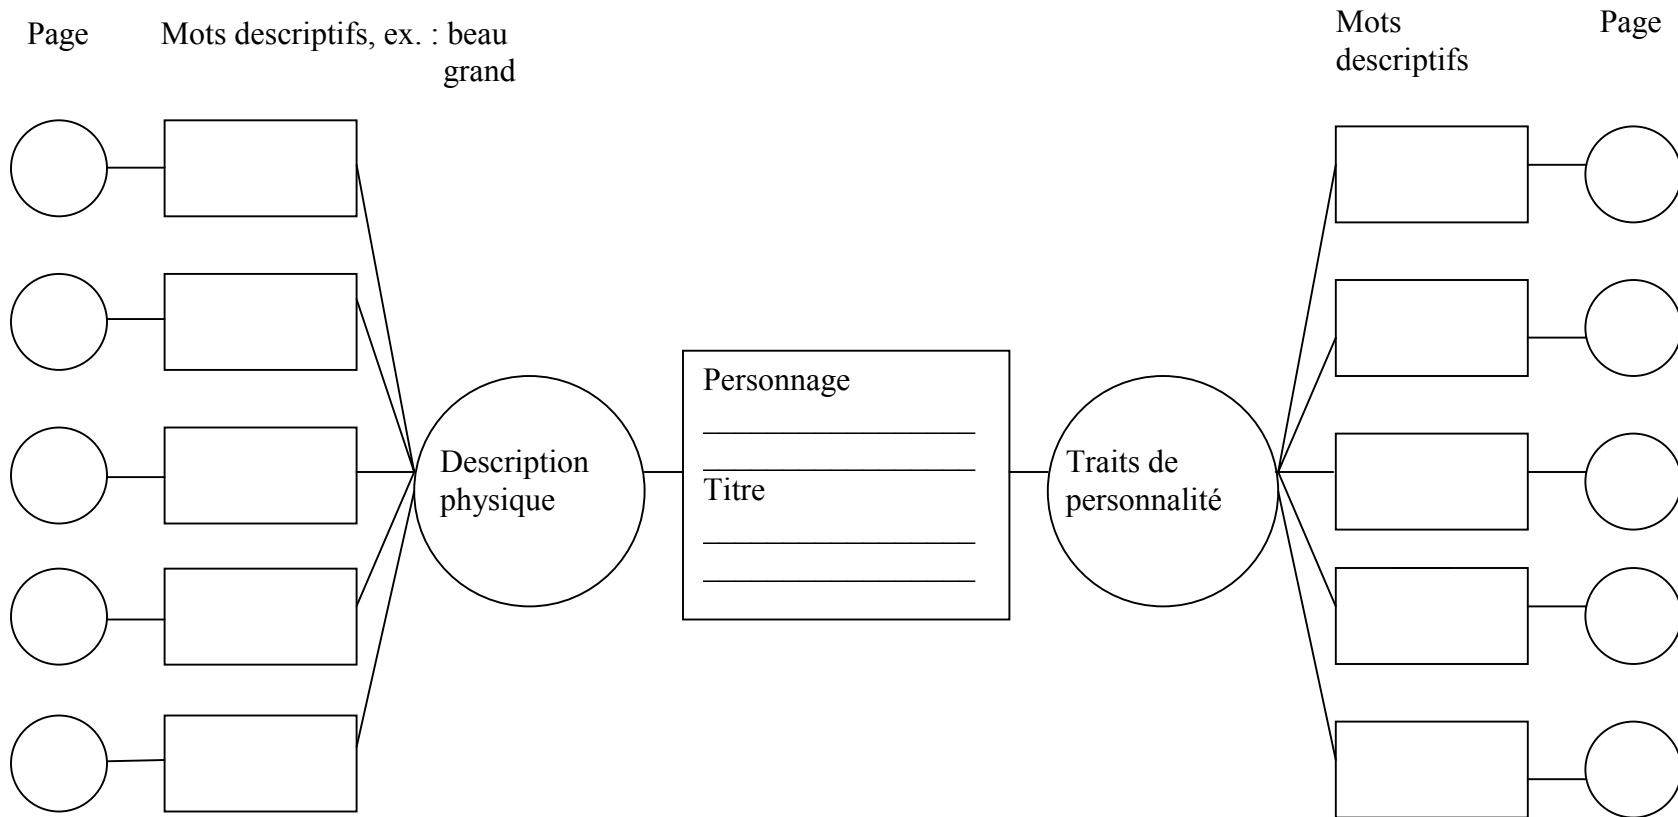 Page
Mots descriptifs, ex. : beau
grand
Mots
descriptifs
Page
Description
physique
Personnage
Titre
Traits de
personnalité